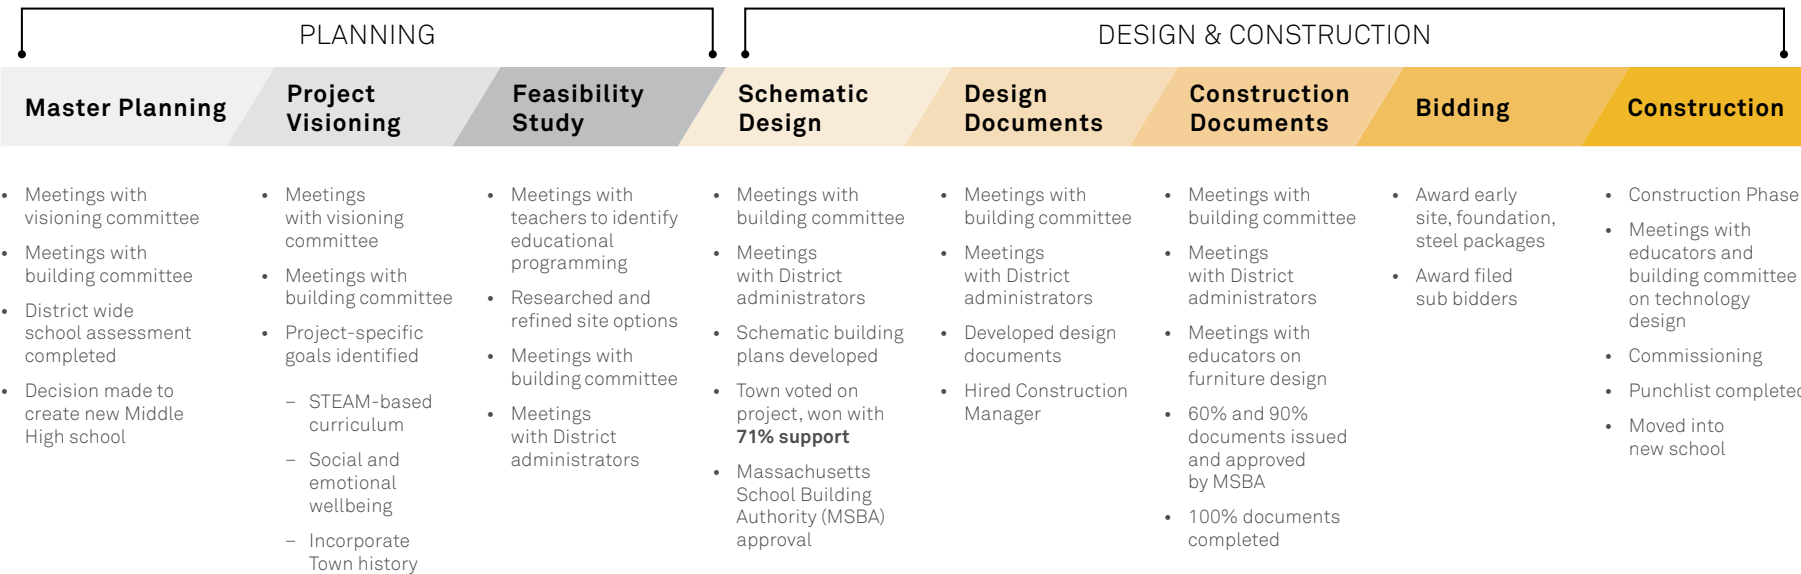 PLANNING
DESIGN & CONSTRUCTION
Master Planning
Project
Visioning
Feasibility
Study
Schematic
Design
Design
Documents
Construction
Documents
Bidding
Construction
• Meetings with
visioning committee
• Meetings with
building committee
• District wide
school assessment
completed
• Decision made to
create new Middle
High school
• Meetings
with visioning
committee
• Meetings with
building committee
• Project-specific
goals identified
– STEAM-based
curriculum
– Social and
emotional
wellbeing
– Incorporate
Town history
• Meetings with
teachers to identify
educational
programming
• Researched and
refined site options
• Meetings with
building committee
• Meetings
with District
administrators
• Meetings with
building committee
• Meetings
with District
administrators
• Schematic building
plans developed
• Town voted on
project, won with
71% support
• Massachusetts
School Building
Authority (MSBA)
approval
• Meetings with
building committee
• Meetings
with District
administrators
• Developed design
documents
• Hired Construction
Manager
• Meetings with
building committee
• Meetings
with District
administrators
• Meetings with
educators on
furniture design
• 60% and 90%
documents issued
and approved
by MSBA
• 100% documents
completed
• Award early
site, foundation,
steel packages
• Award filed
sub bidders
• Construction Phase
• Meetings with
educators and
building committee
on technology
design
• Commissioning
• Punchlist completed
• Moved into
new school